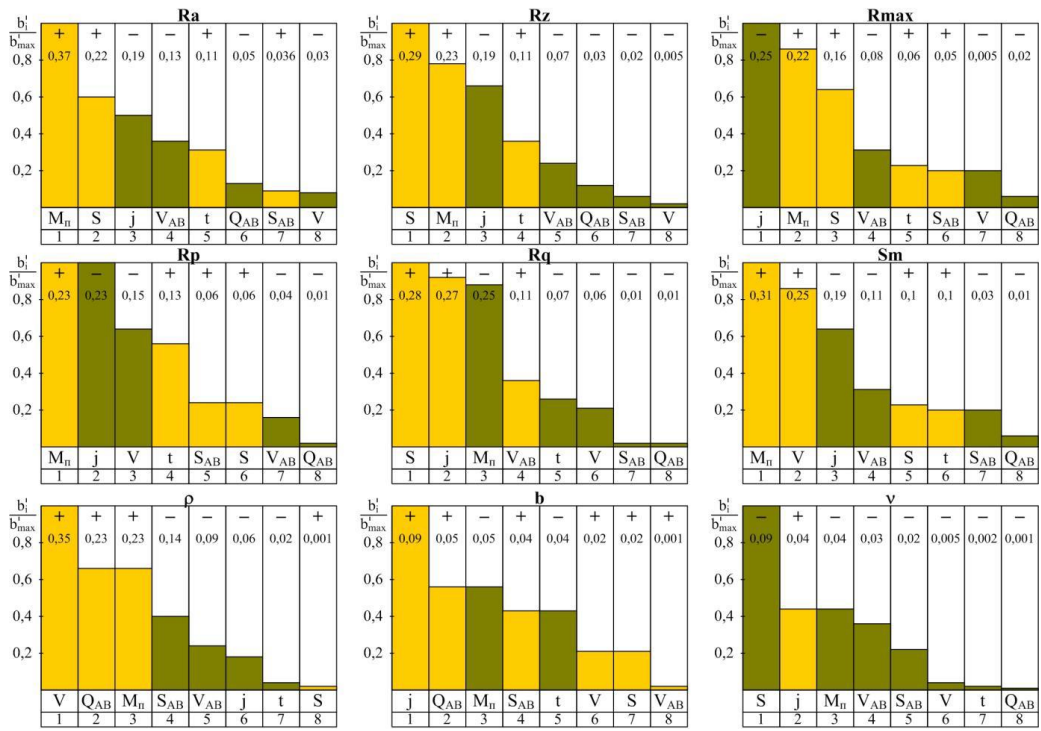 Ra
b'i + + − − + − + −
b'max 0,37 0,22 0,19 0,13 0,11 0,05 0,036 0,03
0,8
0,6
0,4
0,2
Mп S j VAB t QAB SAB V
1 2 3 4 5 6 7 8
Rz
b'i + + − + − − − −
b'max 0,29 0,23 0,19 0,11 0,07 0,03 0,02 0,005
0,8
0,6
0,4
0,2
S Mп j t VAB QAB SAB V
1 2 3 4 5 6 7 8
Rmax
b'i − + + − + + − −
b'max 0,25 0,22 0,16 0,08 0,06 0,05 0,005 0,02
0,8
0,6
0,4
0,2
j Mп S VAB t SAB V QAB
1 2 3 4 5 6 7 8
Rp
b'i + − − + + + − −
b'max 0,23 0,23 0,15 0,13 0,06 0,06 0,04 0,01
0,8
0,6
0,4
0,2
Mп j V t SAB S VAB QAB
1 2 3 4 5 6 7 8
Rq
b'i + + − + − − − −
b'max 0,28 0,27 0,25 0,11 0,07 0,06 0,01 0,01
0,8
0,6
0,4
0,2
S j Mп VAB t V SAB QAB
1 2 3 4 5 6 7 8
Sm
b'i + + − − + + − −
b'max 0,31 0,25 0,19 0,11 0,1 0,1 0,03 0,01
0,8
0,6
0,4
0,2
Mп V j VAB S t SAB QAB
1 2 3 4 5 6 7 8
ρ
b'i + + + − − − − +
b'max 0,35 0,23 0,23 0,14 0,09 0,06 0,02 0,001
0,8
0,6
0,4
0,2
V QAB Mп SAB VAB j t S
1 2 3 4 5 6 7 8
b
b'i + + − + − + + +
b'max 0,09 0,05 0,05 0,04 0,04 0,02 0,02 0,001
0,8
0,6
0,4
0,2
j QAB Mп SAB t V S VAB
1 2 3 4 5 6 7 8
ν
b'i − + − − − − − −
b'max 0,09 0,04 0,04 0,03 0,02 0,005 0,002 0,001
0,8
0,6
0,4
0,2
S j Mп VAB SAB V t QAB
1 2 3 4 5 6 7 8